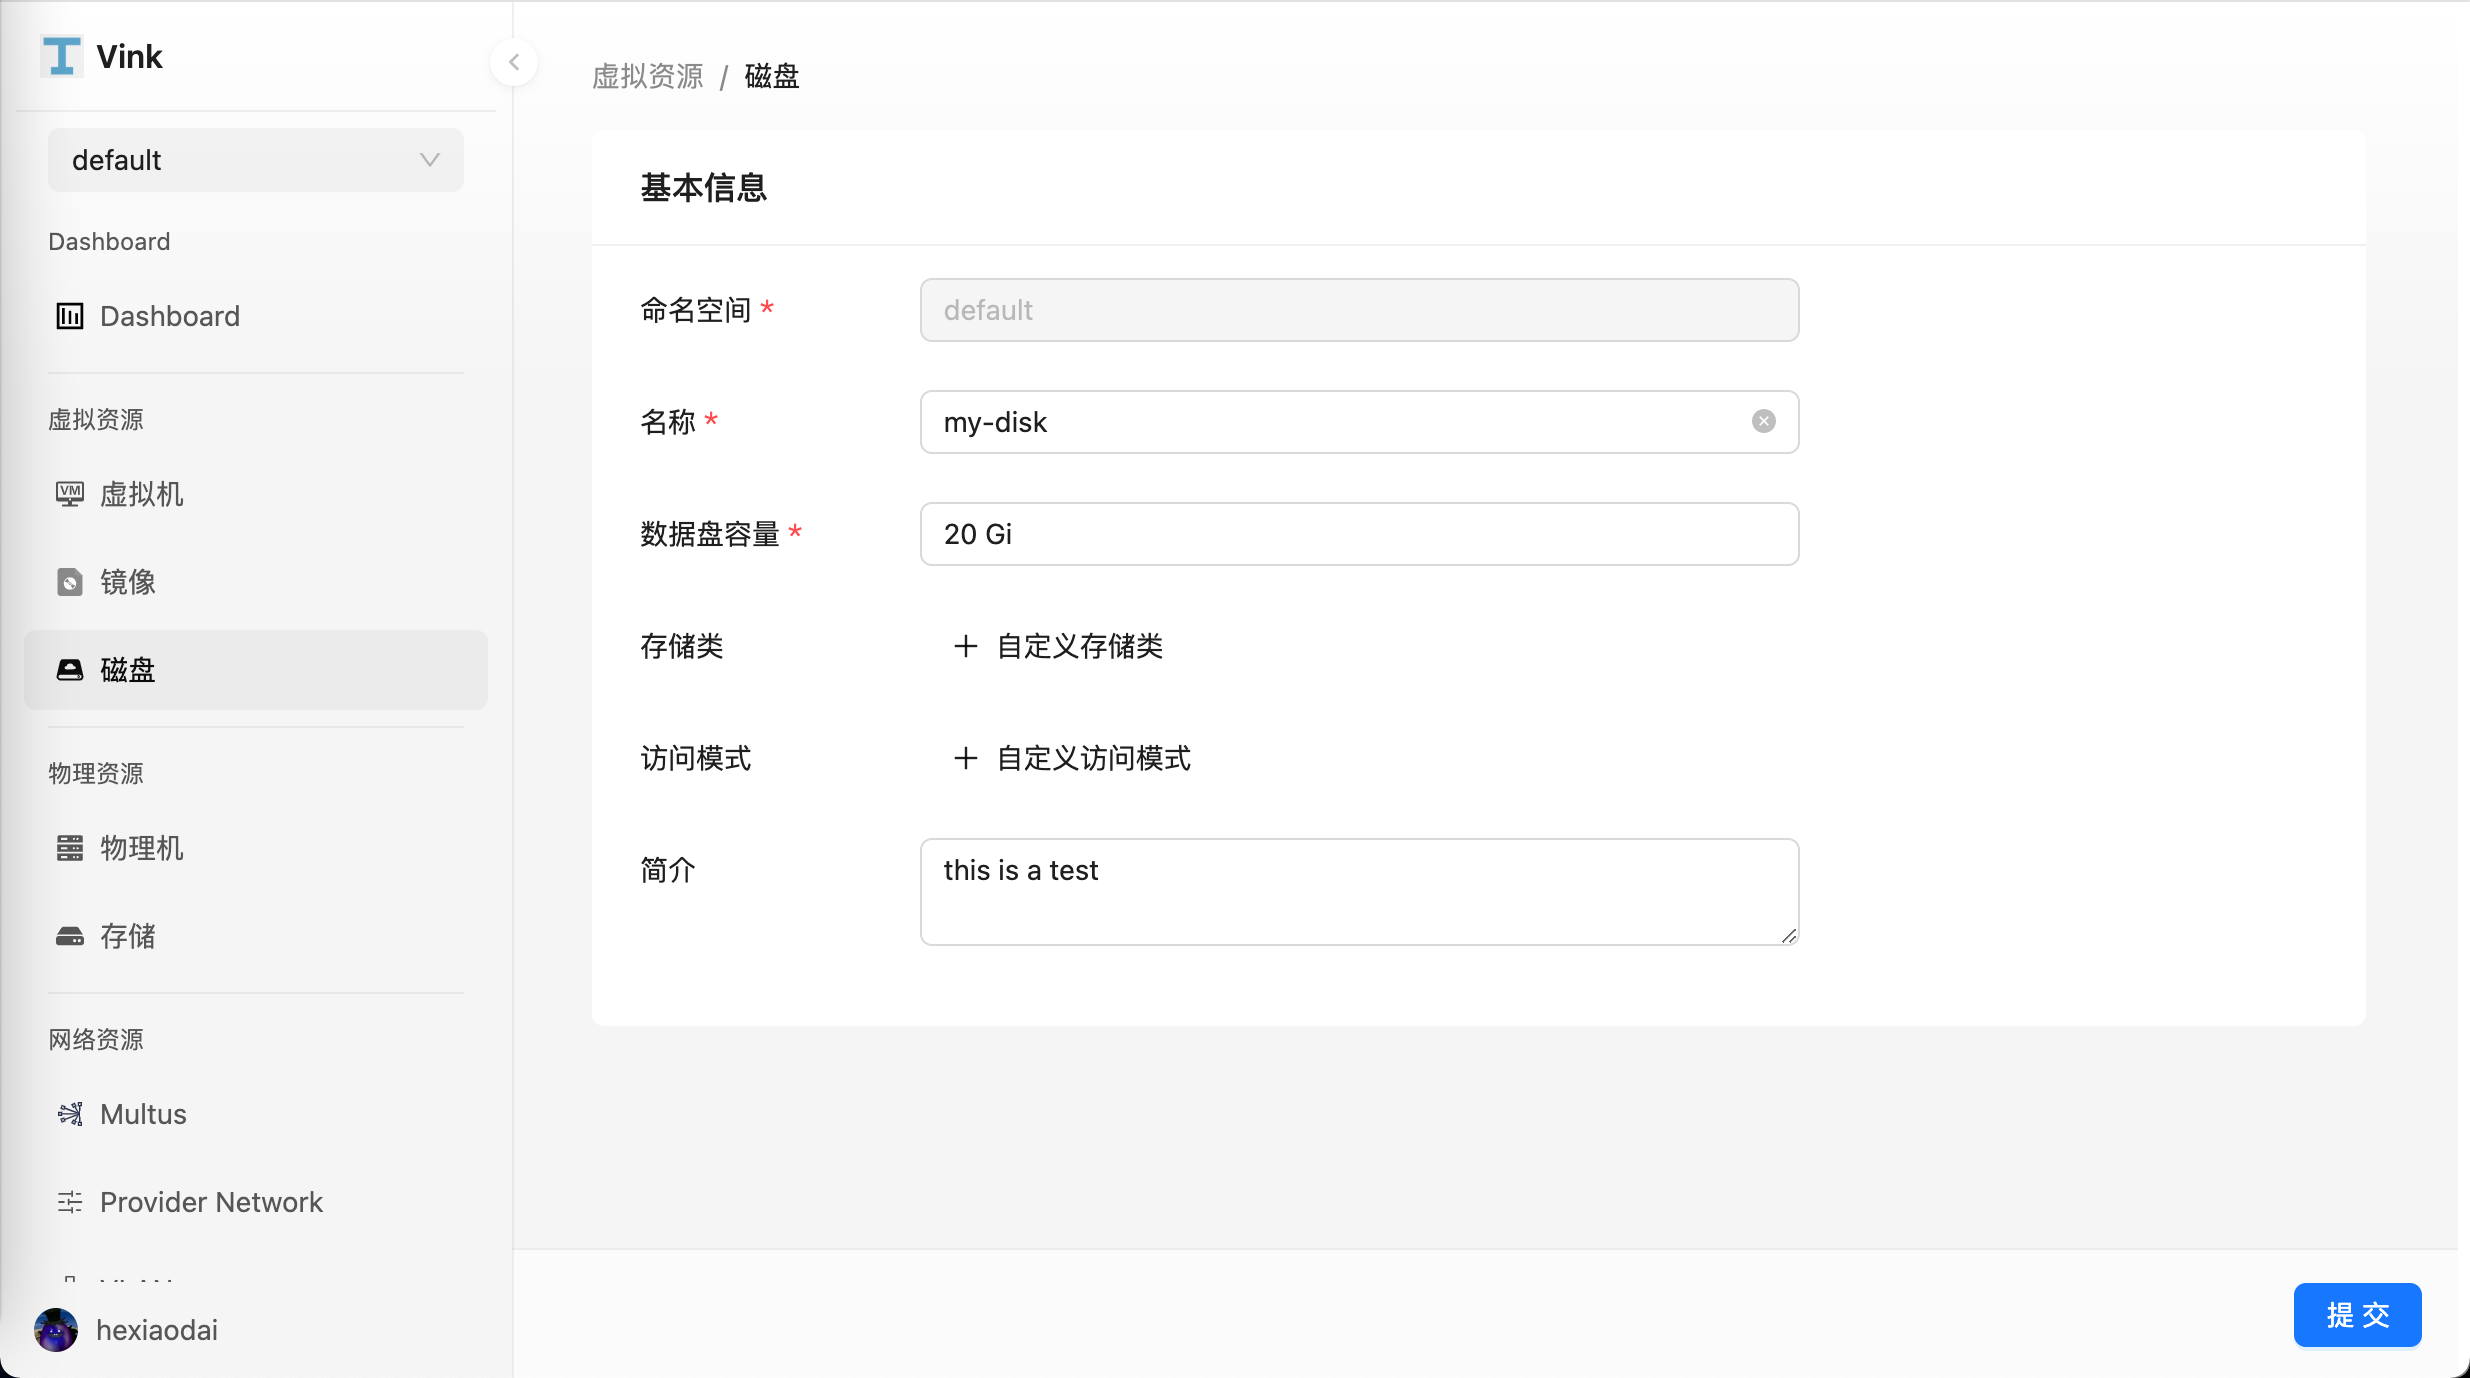 Vink
default
Dashboard
Dashboard
虚拟资源
VM 虚拟机
镜像
磁盘
物理资源
物理机
存储
网络资源
Multus
Provider Network
hexiaodai
虚拟资源 / 磁盘
基本信息
命名空间 * default
名称 * my-disk
数据盘容量 * 20 Gi
存储类 + 自定义存储类
访问模式 + 自定义访问模式
简介 this is a test
提 交